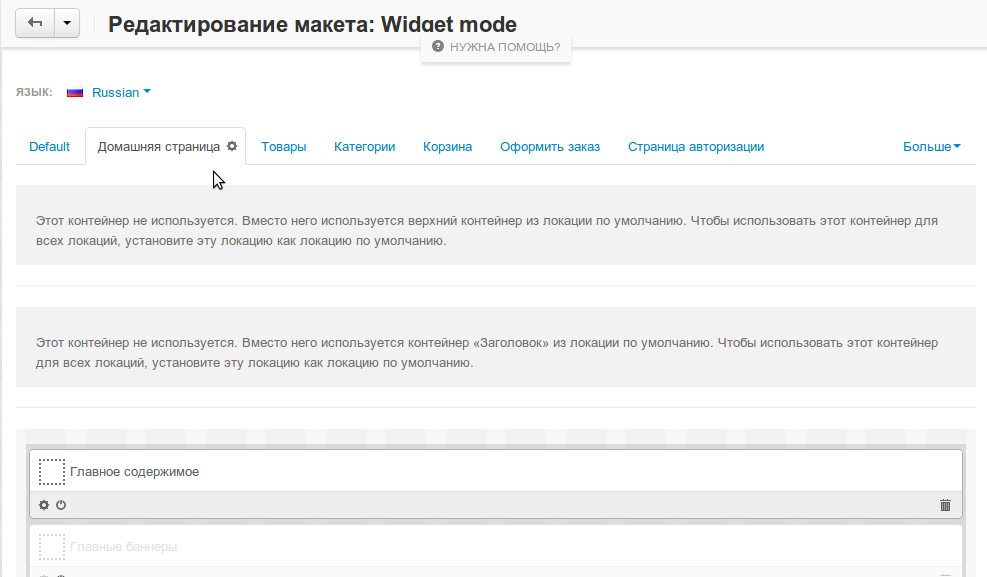 Редактирование макета: Widget mode
НУЖНА ПОМОЩЬ?
ЯЗЫК: Russian
Default Домашняя страница Товары Категории Корзина Оформить заказ Страница авторизации Больше
Этот контейнер не используется. Вместо него используется верхний контейнер из локации по умолчанию. Чтобы использовать этот контейнер для
всех локаций, установите эту локацию как локацию по умолчанию.
Этот контейнер не используется. Вместо него используется контейнер «Заголовок» из локации по умолчанию. Чтобы использовать этот контейнер
для всех локаций, установите эту локацию как локацию по умолчанию.
Главное содержимое
Главные баннеры